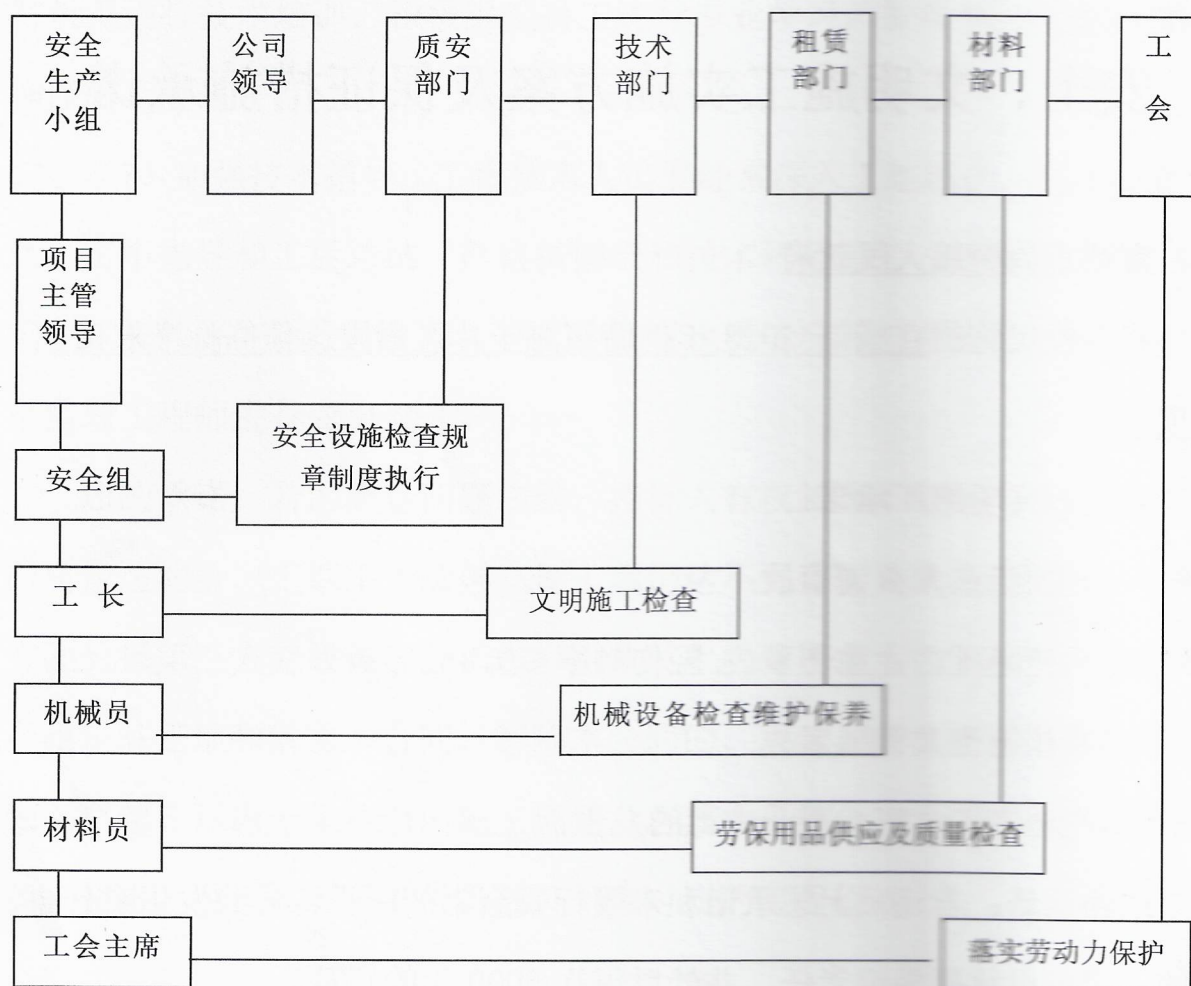 安全
生产
小组
公司
领导
质安
部门
技术
部门
租赁
部门
材料
部门
工
会
项目
主管
领导
安全组
安全设施检查规
章制度执行
工 长
文明施工检查
机械员
机械设备检查维护保养
材料员
劳保用品供应及质量检查
工会主席
落实劳动力保护